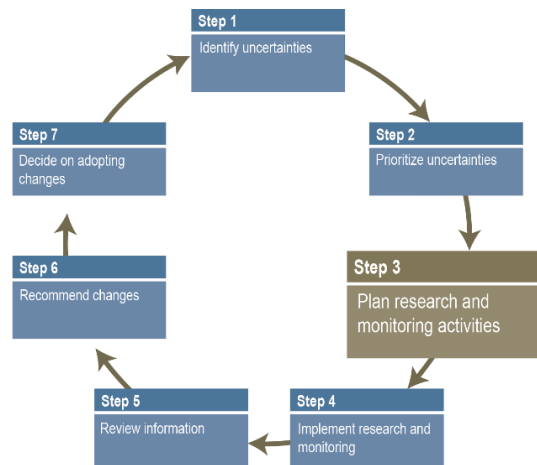 Step 1
Identify uncertainties
Step 2
Prioritize uncertainties
Step 3
Plan research and
monitoring activities
Step 4
Implement research and
monitoring
Step 5
Review information
Step 6
Recommend changes
Step 7
Decide on adopting
changes